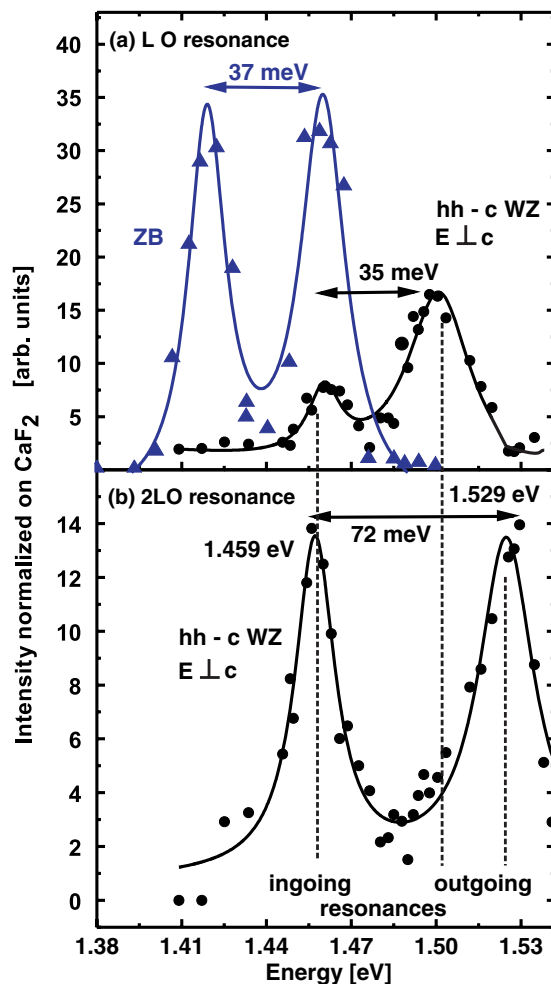 40
35
30
25
20
15
10
5
0
(a) L O resonance
37 meV
ZB
hh - c WZ
E ⊥ c
35 meV
Intensity normalized on CaF2 [arb. units]
14
12
10
8
6
4
2
0
(b) 2LO resonance
1.529 eV
1.459 eV
72 meV
hh - c WZ
E ⊥ c
ingoing
outgoing
resonances
1.38 1.41 1.44 1.47 1.50 1.53
Energy [eV]